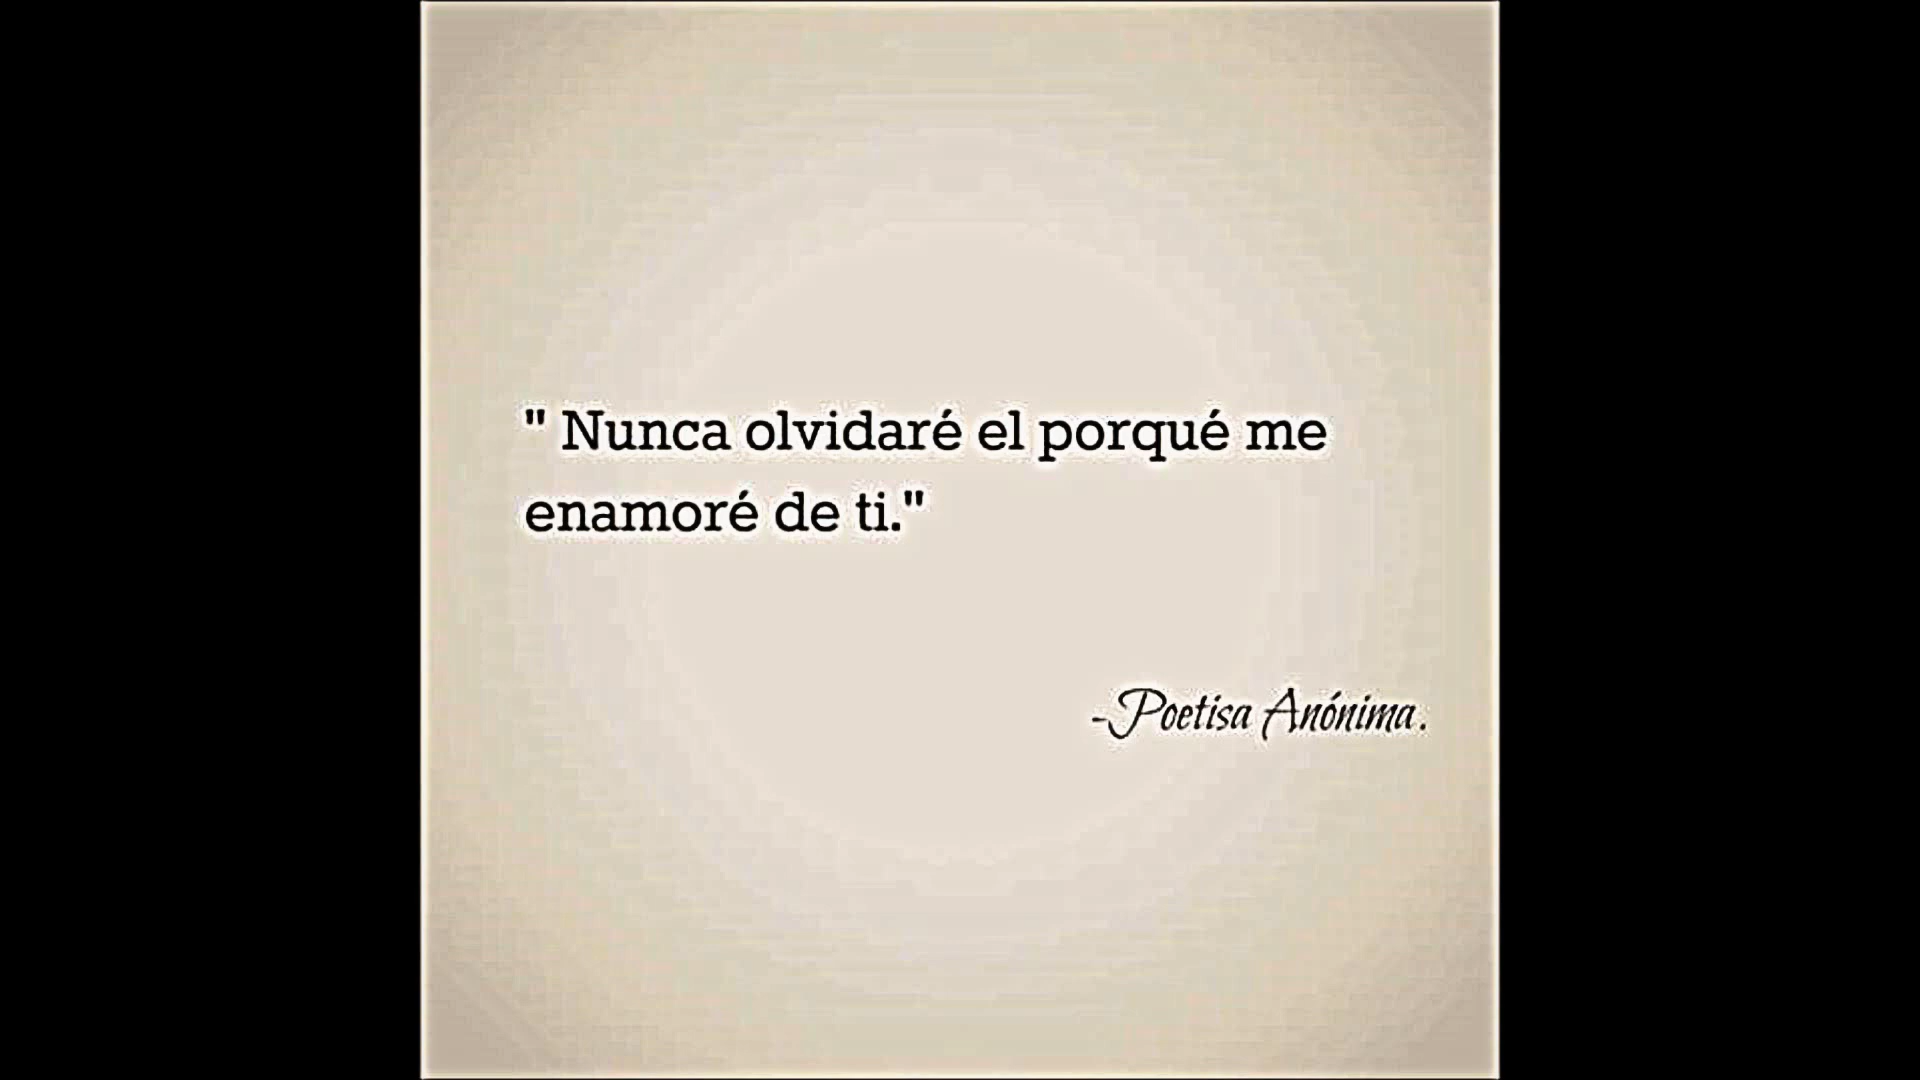 " Nunca olvidaré el porqué me
enamoré de ti."
-Poetisa Anónima.